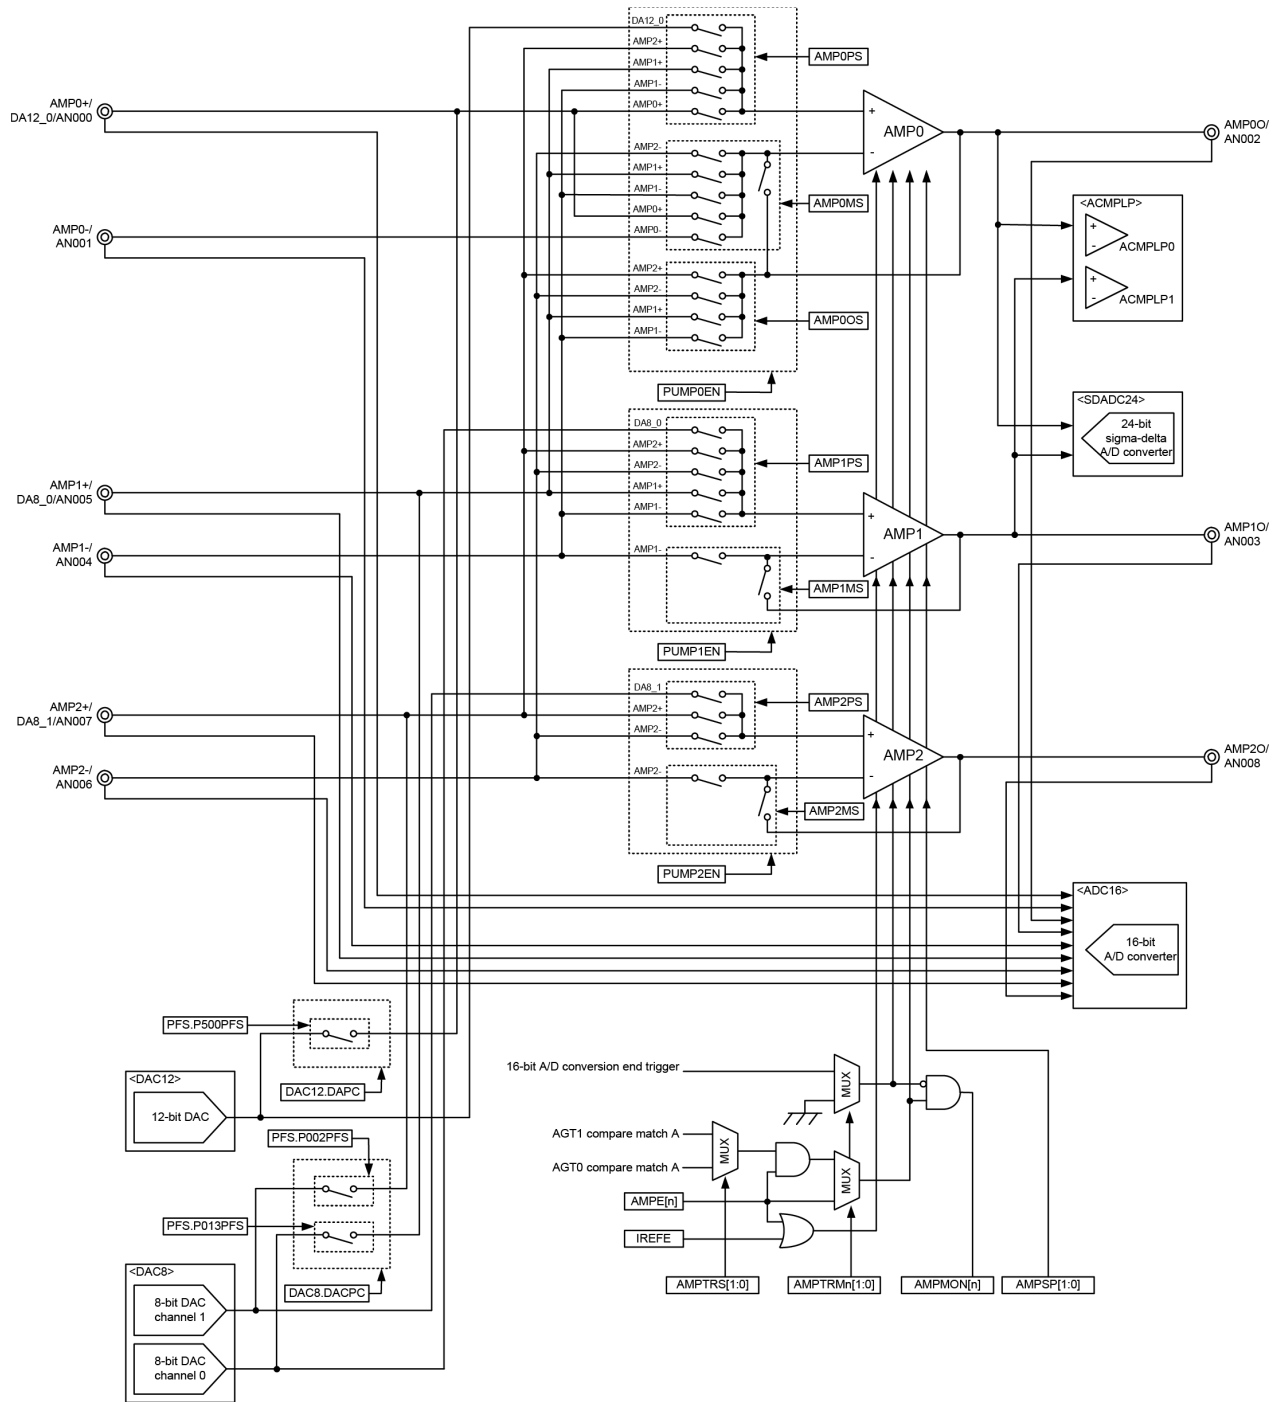 DA12_0
AMP2+
AMP1+
AMP1-
AMP0+
AMP0PS
AMP0+/
DA12_0/AN000
+
-
AMP0
AMP0O/
AN002
AMP2-
AMP1+
AMP1-
AMP0+
AMP0-
AMP0MS
AMP0-/
AN001
<ACMPLP>
+
-
ACMPLP0
+
-
ACMPLP1
AMP2+
AMP2-
AMP1+
AMP1-
AMP0OS
PUMP0EN
<SDADC24>
24-bit
sigma-delta
A/D converter
DA8_0
AMP2+
AMP2-
AMP1+
AMP1-
AMP1PS
AMP1+/
DA8_0/AN005
AMP1-/
AN004
+
-
AMP1
AMP1O/
AN003
AMP1-
AMP1MS
PUMP1EN
DA8_1
AMP2+
AMP2-
AMP2PS
AMP2+/
DA8_1/AN007
AMP2-/
AN006
+
-
AMP2
AMP2O/
AN008
AMP2-
AMP2MS
PUMP2EN
<ADC16>
16-bit
A/D converter
PFS.P500PFS
DAC12.DAPC
<DAC12>
12-bit DAC
16-bit A/D conversion end trigger
MUX
AGT1 compare match A
AGT0 compare match A
MUX
MUX
AMPE[n]
IREFE
PFS.P002PFS
PFS.P013PFS
DAC8.DACPC
<DAC8>
8-bit DAC
channel 1
8-bit DAC
channel 0
AMPTRS[1:0]
AMPTRMn[1:0]
AMPMON[n]
AMPSP[1:0]